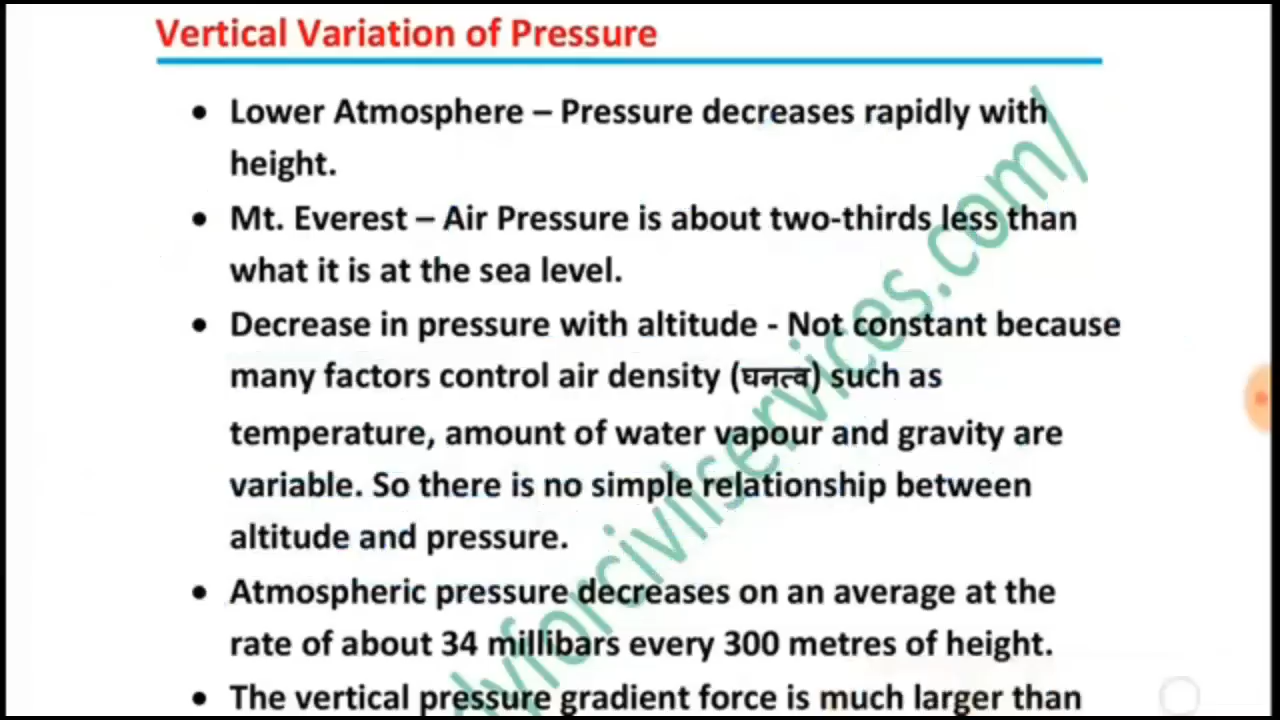 Vertical Variation of Pressure
• Lower Atmosphere – Pressure decreases rapidly with
height.
• Mt. Everest – Air Pressure is about two-thirds less than
what it is at the sea level.
• Decrease in pressure with altitude - Not constant because
many factors control air density (घनत्व) such as
temperature, amount of water vapour and gravity are
variable. So there is no simple relationship between
altitude and pressure.
• Atmospheric pressure decreases on an average at the
rate of about 34 millibars every 300 metres of height.
• The vertical pressure gradient force is much larger than
dyforcivilservices.com/